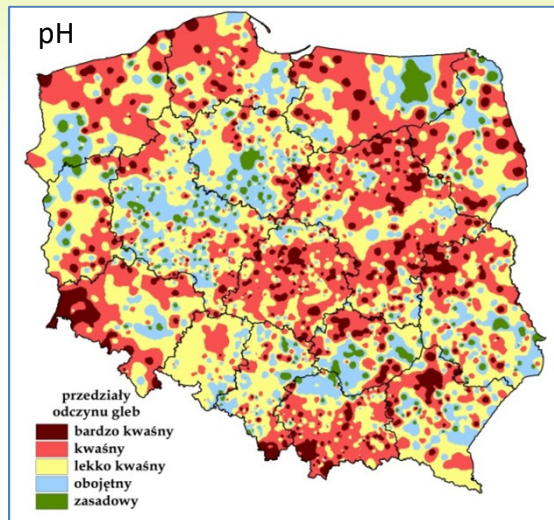 pH
przedziały
odczynu gleb
bardzo kwaśny
kwaśny
lekko kwaśny
obojętny
zasadowy